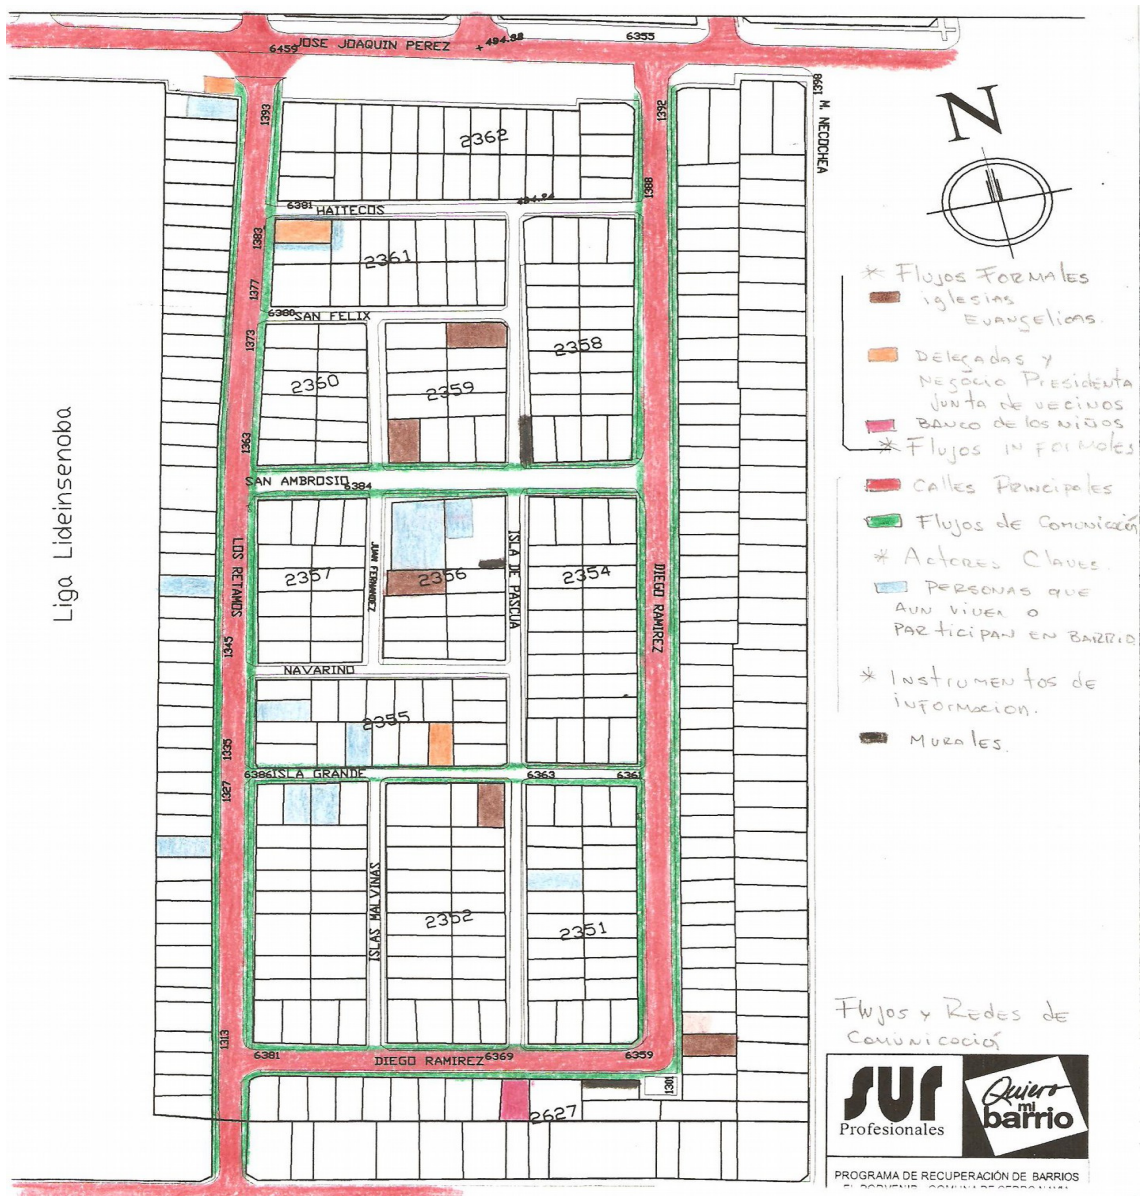 JOSE JOAQUIN PEREZ
6459
494.88
6355
1393
1392
1398
M. NECOCHEA
N
2362
1388
6381
HAITECOS
494.54
1383
2361
1377
6380
SAN FELIX
1373
2360
2359
2358
1363
SAN AMBROSIO
6384
LOS RETAMOS
2357
JUAN FERNANDEZ
2356
ISLA DE PASCUA
2354
DIEGO RAMIREZ
1345
NAVARINO
2355
1335
6386
ISLA GRANDE
6363
6361
1327
ISLAS MALVINAS
2352
2351
1313
6381
DIEGO RAMIREZ
6369
6359
1301
2627
Liga Lideinsenoba
* Flujos FORMALES
iglesias
EVANGELICAS.
DELEGADAS y
NEGOCIO PRESIDENTA
JUNTA de VECINOS
BANCO de los NIÑOS
* Flujos INFORMALES
CALLES PRINCIPALES
Flujos de Comunicación
* Actores Claves.
PERSONAS QUE
AUN VIVEN O
PARTICIPAN EN BARRIO
* INSTRUMENTOS DE
INFORMACION.
MURALES.
Flujos y Redes de
Comunicación
SUR
Profesionales
Quiero
mi
barrio
PROGRAMA DE RECUPERACIÓN DE BARRIOS